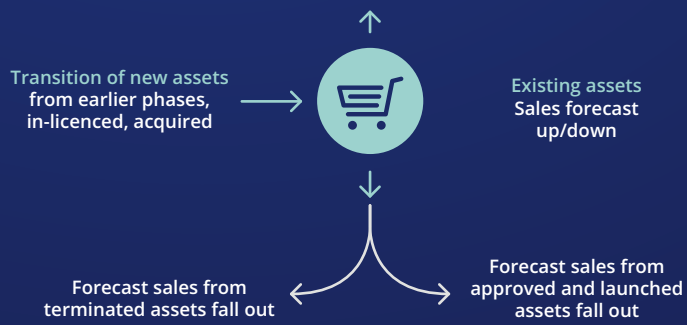 Transition of new assets
from earlier phases,
in-licenced, acquired
Existing assets
Sales forecast
up/down
Forecast sales from
terminated assets fall out
Forecast sales from
approved and launched
assets fall out